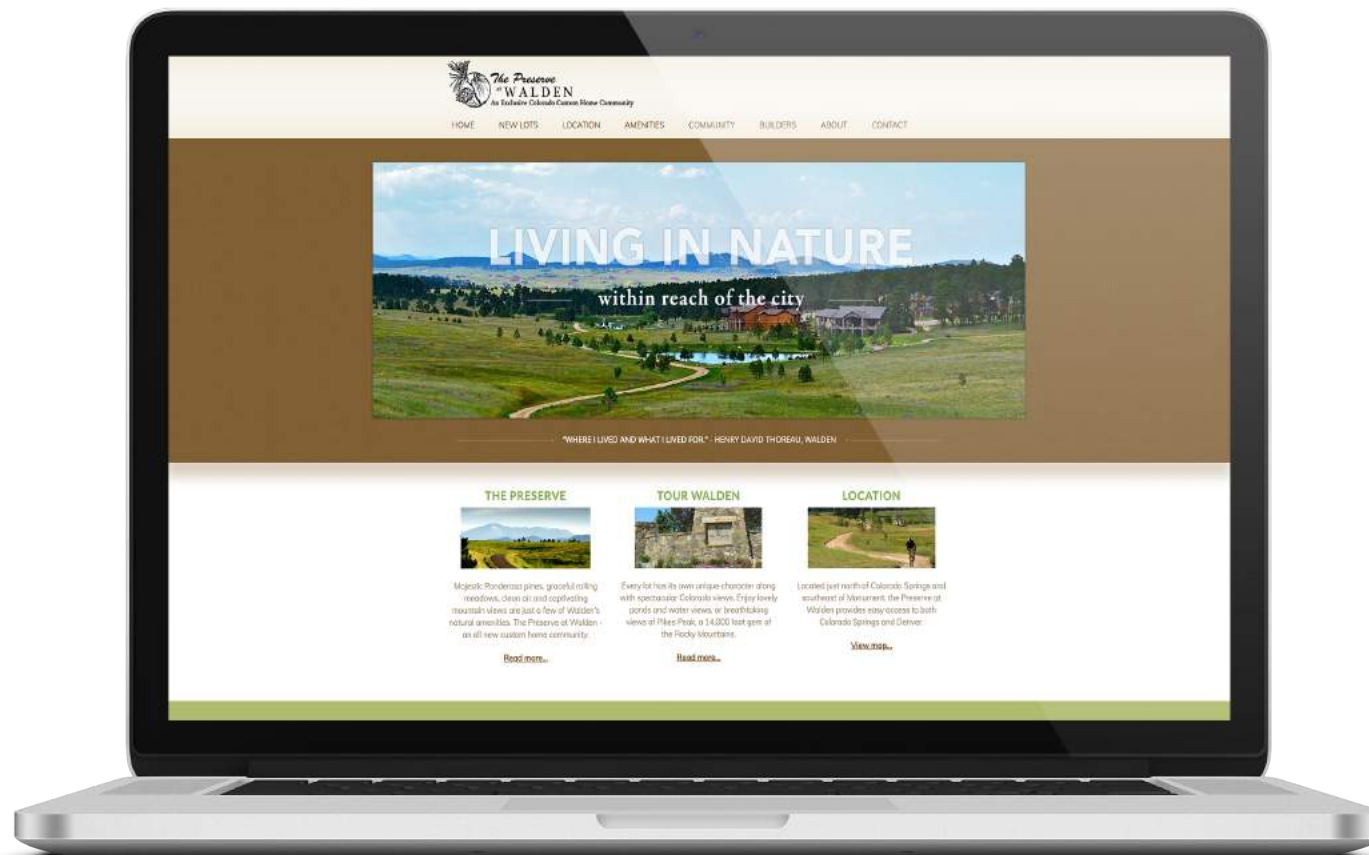 The Preserve
at WALDEN
An Exclusive Colorado Custom Home Community
HOME NEW LOTS LOCATION AMENITIES COMMUNITY BUILDERS ABOUT CONTACT
LIVING IN NATURE
within reach of the city
"WHERE I LIVED AND WHAT I LIVED FOR." - HENRY DAVID THOREAU, WALDEN
THE PRESERVE
Majestic Ponderosa pines, graceful rolling
meadows, clean air and captivating
mountain views are just a few of Walden's
natural amenities. The Preserve at Walden -
an all new custom home community.
Read more...
TOUR WALDEN
Every lot has its own unique character along
with spectacular Colorado views. Enjoy lovely
ponds and water views, or breathtaking
views of Pikes Peak, a 14,000 foot gem of
the Rocky Mountains.
Read more...
LOCATION
Located just north of Colorado Springs and
southeast of Monument, the Preserve at
Walden provides easy access to both
Colorado Springs and Denver.
View map...